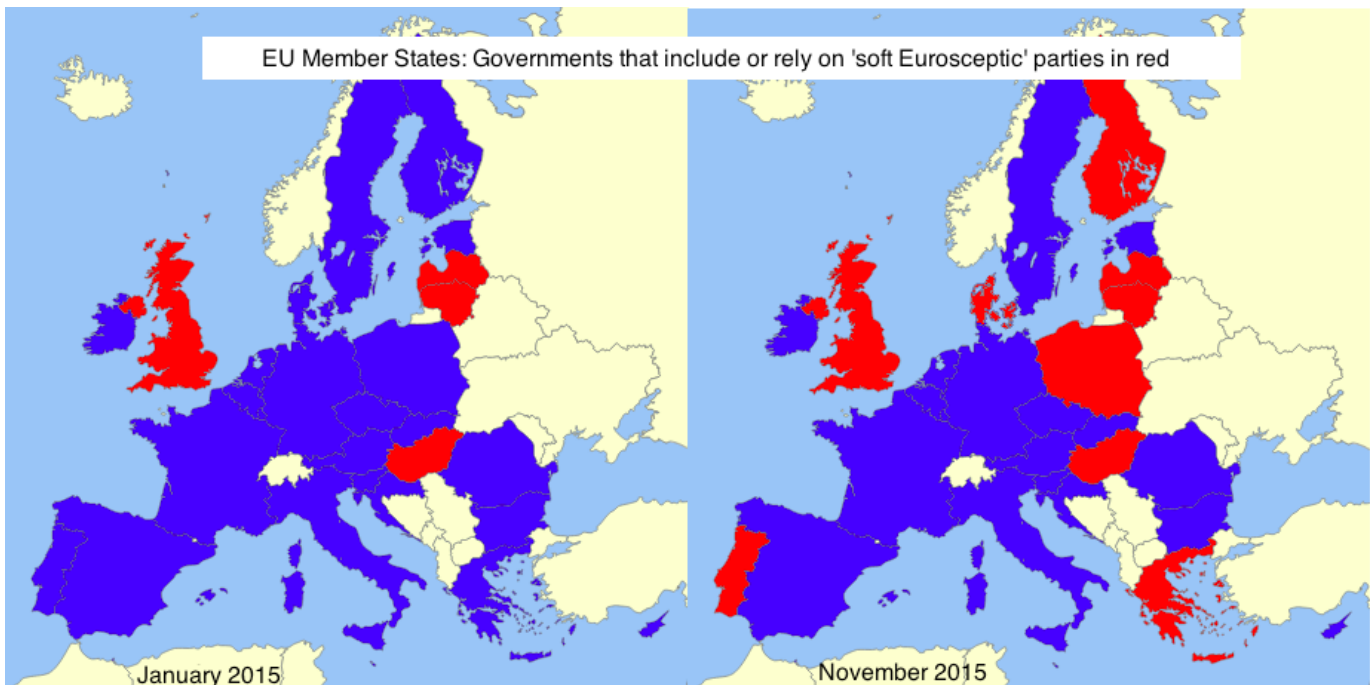 EU Member States: Governments that include or rely on 'soft Eurosceptic' parties in red
January 2015
November 2015